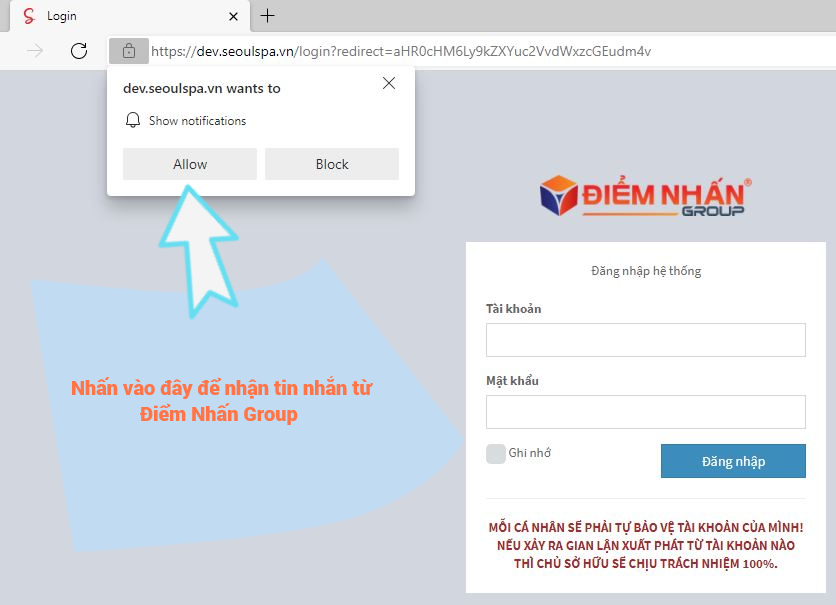 Login
https://dev.seoulspa.vn/login?redirect=aHR0cHM6Ly9kZXYuc2VvdWxzcGEudm4v
dev.seoulspa.vn wants to
Show notifications
Allow
Block
ĐIỂM NHẤN®
GROUP
Đăng nhập hệ thống
Tài khoản
Mật khẩu
Ghi nhớ
Đăng nhập
MỖI CÁ NHÂN SẼ PHẢI TỰ BẢO VỆ TÀI KHOẢN CỦA MÌNH!
NẾU XẢY RA GIAN LẬN XUẤT PHÁT TỪ TÀI KHOẢN NÀO
THÌ CHỦ SỞ HỮU SẼ CHỊU TRÁCH NHIỆM 100%.
Nhấn vào đây để nhận tin nhắn từ
Điểm Nhấn Group